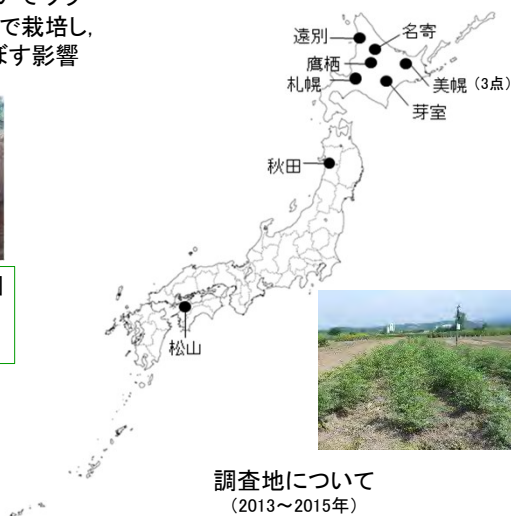 で栽培し,
ぼす影響
遠別
名寄
鷹栖
札幌
美幌 (3点)
芽室
秋田
松山
調査地について
(2013〜2015年)